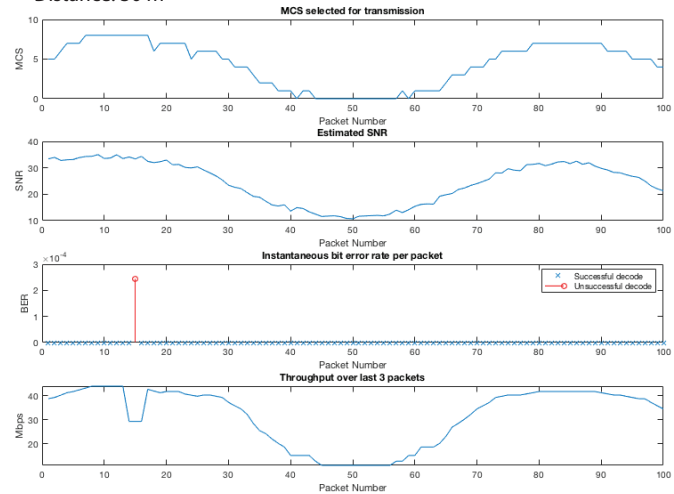 Distance: 50 m
MCS selected for transmission
10
5
0
MCS
0 10 20 30 40 50 60 70 80 90 100
Packet Number
Estimated SNR
40
30
20
10
SNR
0 10 20 30 40 50 60 70 80 90 100
Packet Number
Instantaneous bit error rate per packet
×10⁻⁴
3
2
1
0
BER
Successful decode
Unsuccessful decode
0 10 20 30 40 50 60 70 80 90 100
Packet Number
Throughput over last 3 packets
40
30
20
Mbps
0 10 20 30 40 50 60 70 80 90 100
Packet Number